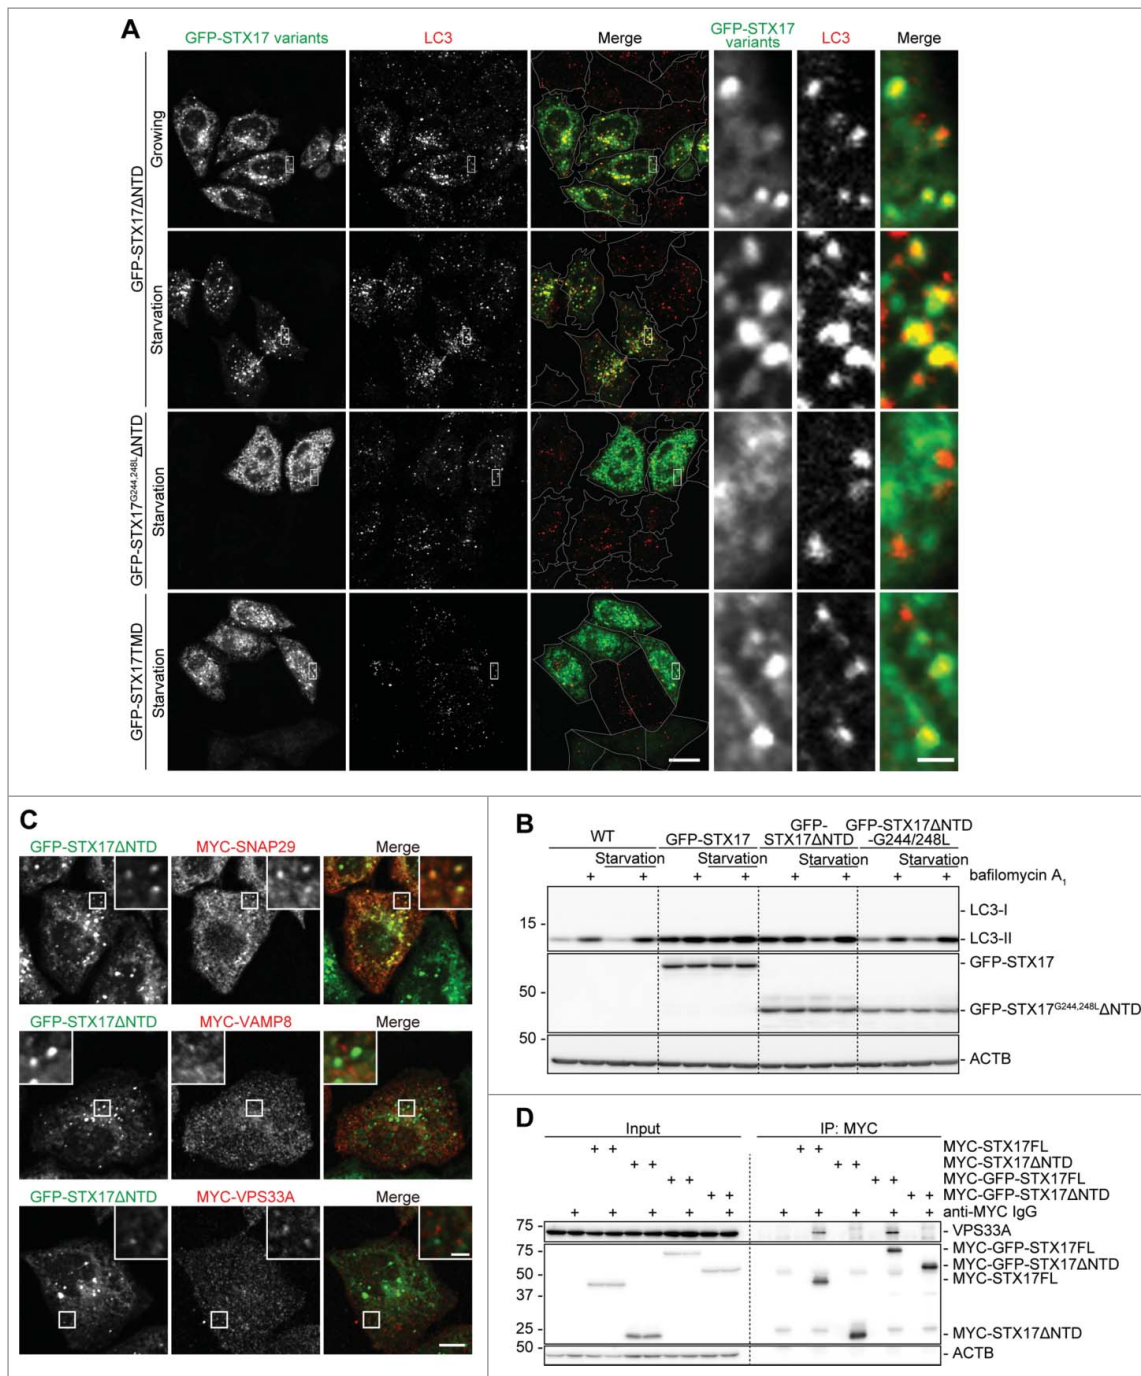 A
GFP-STX17 variants
LC3
Merge
GFP-STX17
variants
LC3
Merge
GFP-STX17ΔNTD
Growing
Starvation
GFP-STX17G244,248LΔNTD
Starvation
GFP-STX17TMD
Starvation
C
GFP-STX17ΔNTD
MYC-SNAP29
Merge
GFP-STX17ΔNTD
MYC-VAMP8
Merge
GFP-STX17ΔNTD
MYC-VPS33A
Merge
B
WT
GFP-STX17
GFP-
STX17ΔNTD
GFP-STX17ΔNTD
-G244/248L
Starvation Starvation Starvation Starvation
+ + + + + + + + bafilomycin A1
- LC3-I
15 -
- LC3-II
- GFP-STX17
50 -
- GFP-STX17G244,248LΔNTD
50 -
- ACTB
D
Input
IP: MYC
+ + + + MYC-STX17FL
+ + + + MYC-STX17ΔNTD
+ + + + MYC-GFP-STX17FL
+ + + + MYC-GFP-STX17ΔNTD
+ + + + + + + + + + anti-MYC IgG
75 -
- VPS33A
75 -
- MYC-GFP-STX17FL
- MYC-GFP-STX17ΔNTD
50 -
- MYC-STX17FL
37 -
25 -
- MYC-STX17ΔNTD
50 -
- ACTB